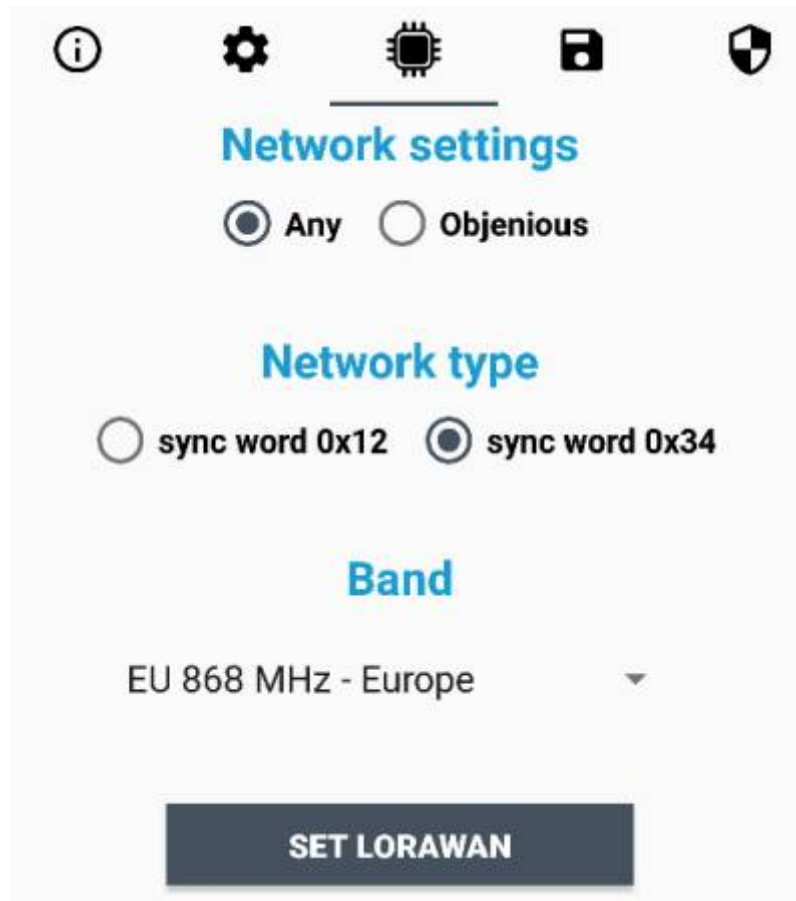 Network settings
Any Objenious
Network type
sync word 0x12 sync word 0x34
Band
EU 868 MHz - Europe
SET LORAWAN